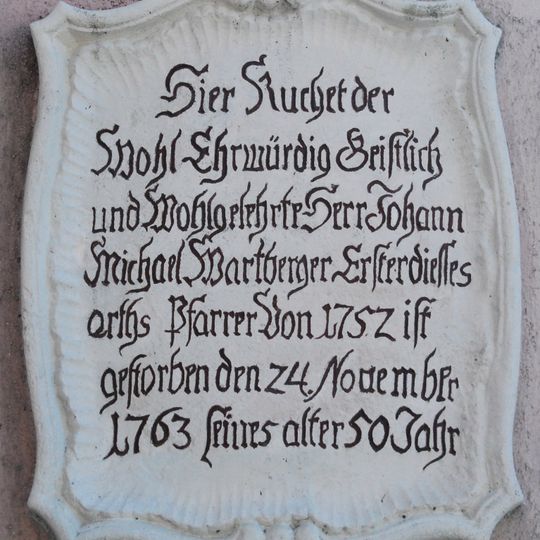 Hier Ruchet der
Wohl Ehrwürdig Geistlich
und Wohlgelehrte Herr Johann
Michael Wartberger Erster diesses
orths Pfarrer Von 1752 ist
gestorben den 24. November
1763 seines alter 50 Jahr